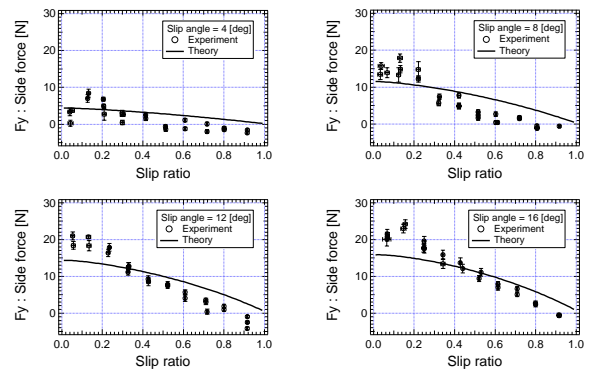 30
20
10
0
Fy : Side force [N]
Slip angle = 4 [deg]
Experiment
Theory
0.0 0.2 0.4 0.6 0.8 1.0
Slip ratio
30
20
10
0
Fy : Side force [N]
Slip angle = 8 [deg]
Experiment
Theory
0.0 0.2 0.4 0.6 0.8 1.0
Slip ratio
30
20
10
0
Fy : Side force [N]
Slip angle = 12 [deg]
Experiment
Theory
0.0 0.2 0.4 0.6 0.8 1.0
Slip ratio
30
20
10
0
Fy : Side force [N]
Slip angle = 16 [deg]
Experiment
Theory
0.0 0.2 0.4 0.6 0.8 1.0
Slip ratio